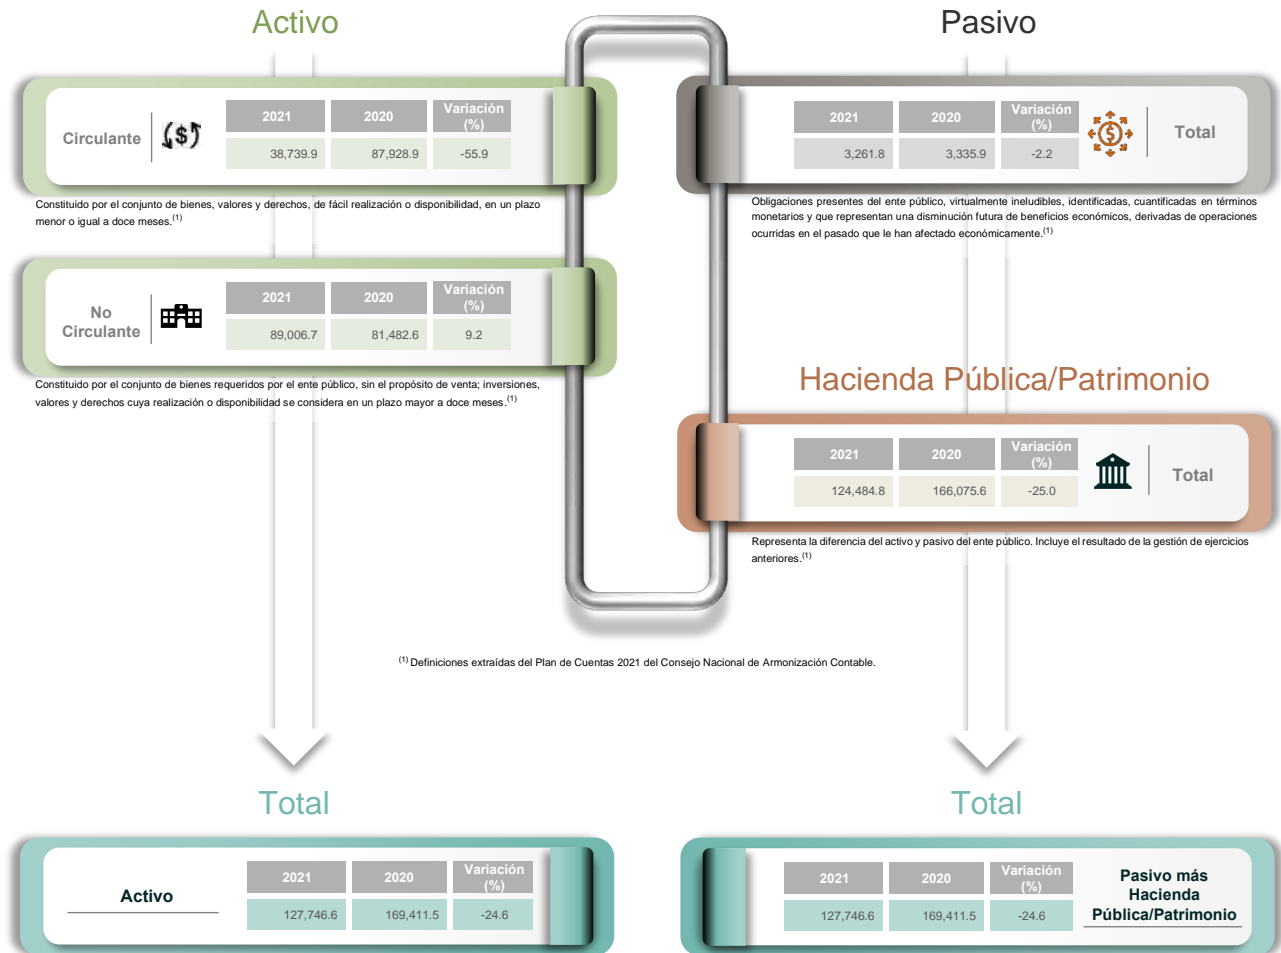 Activo
Circulante
2021 2020 Variación
(%)
38,739.9 87,928.9 -55.9
Constituido por el conjunto de bienes, valores y derechos, de fácil realización o disponibilidad, en un plazo
menor o igual a doce meses.(1)
No
Circulante
2021 2020 Variación
(%)
89,006.7 81,482.6 9.2
Constituido por el conjunto de bienes requeridos por el ente público, sin el propósito de venta; inversiones,
valores y derechos cuya realización o disponibilidad se considera en un plazo mayor a doce meses.(1)
Pasivo
2021 2020 Variación
(%)
3,261.8 3,335.9 -2.2
Total
Obligaciones presentes del ente público, virtualmente ineludibles, identificadas, cuantificadas en términos
monetarios y que representan una disminución futura de beneficios económicos, derivadas de operaciones
ocurridas en el pasado que le han afectado económicamente.(1)
Hacienda Pública/Patrimonio
2021 2020 Variación
(%)
124,484.8 166,075.6 -25.0
Total
Representa la diferencia del activo y pasivo del ente público. Incluye el resultado de la gestión de ejercicios
anteriores.(1)
(1) Definiciones extraídas del Plan de Cuentas 2021 del Consejo Nacional de Armonización Contable.
Total
Activo
2021 2020 Variación
(%)
127,746.6 169,411.5 -24.6
Total
2021 2020 Variación
(%)
127,746.6 169,411.5 -24.6
Pasivo más
Hacienda
Pública/Patrimonio